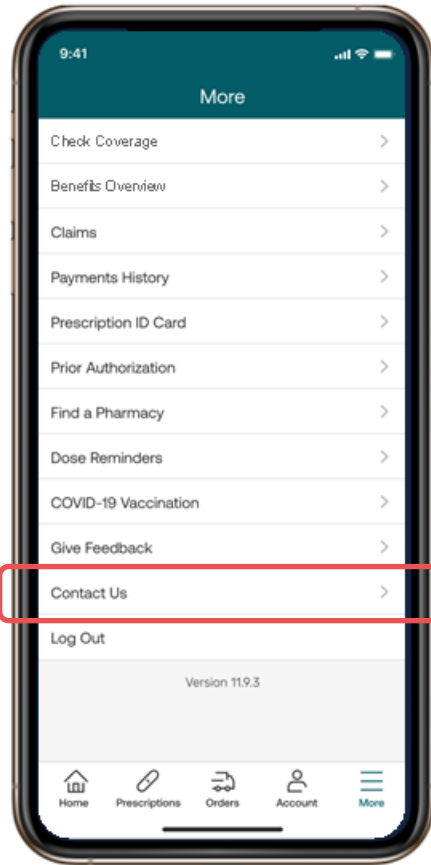 9:41
More
Check Coverage
Benefits Overview
Claims
Payments History
Prescription ID Card
Prior Authorization
Find a Pharmacy
Dose Reminders
COVID-19 Vaccination
Give Feedback
Contact Us
Log Out
Version 11.9.3
Home Prescriptions Orders Account More